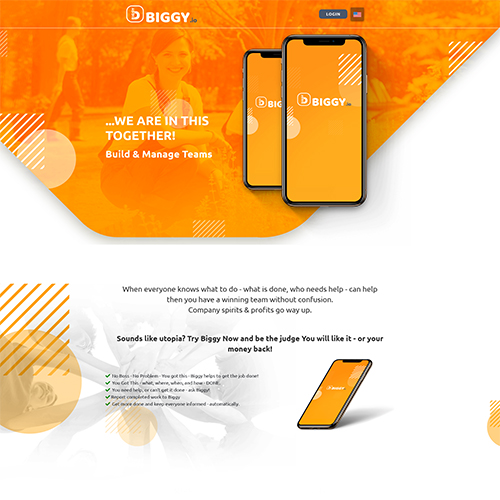 BIGGY.io
LOGIN
...WE ARE IN THIS
TOGETHER!
Build & Manage Teams
BIGGY
BIGGY
When everyone knows what to do - what is done, who needs help - can help
then you have a winning team without confusion.
Company spirits & profits go way up.
Sounds like utopia? Try Biggy Now and be the judge You will like it - or your
money back!
No Boss - No Problem - You got this - Biggy helps to get the job done!
You Got This - what, where, when, and how - DONE.
You need help, or can't get it done - ask Biggy!
Report completed work to Biggy
Get more done and keep everyone informed - automatically.
BIGGY